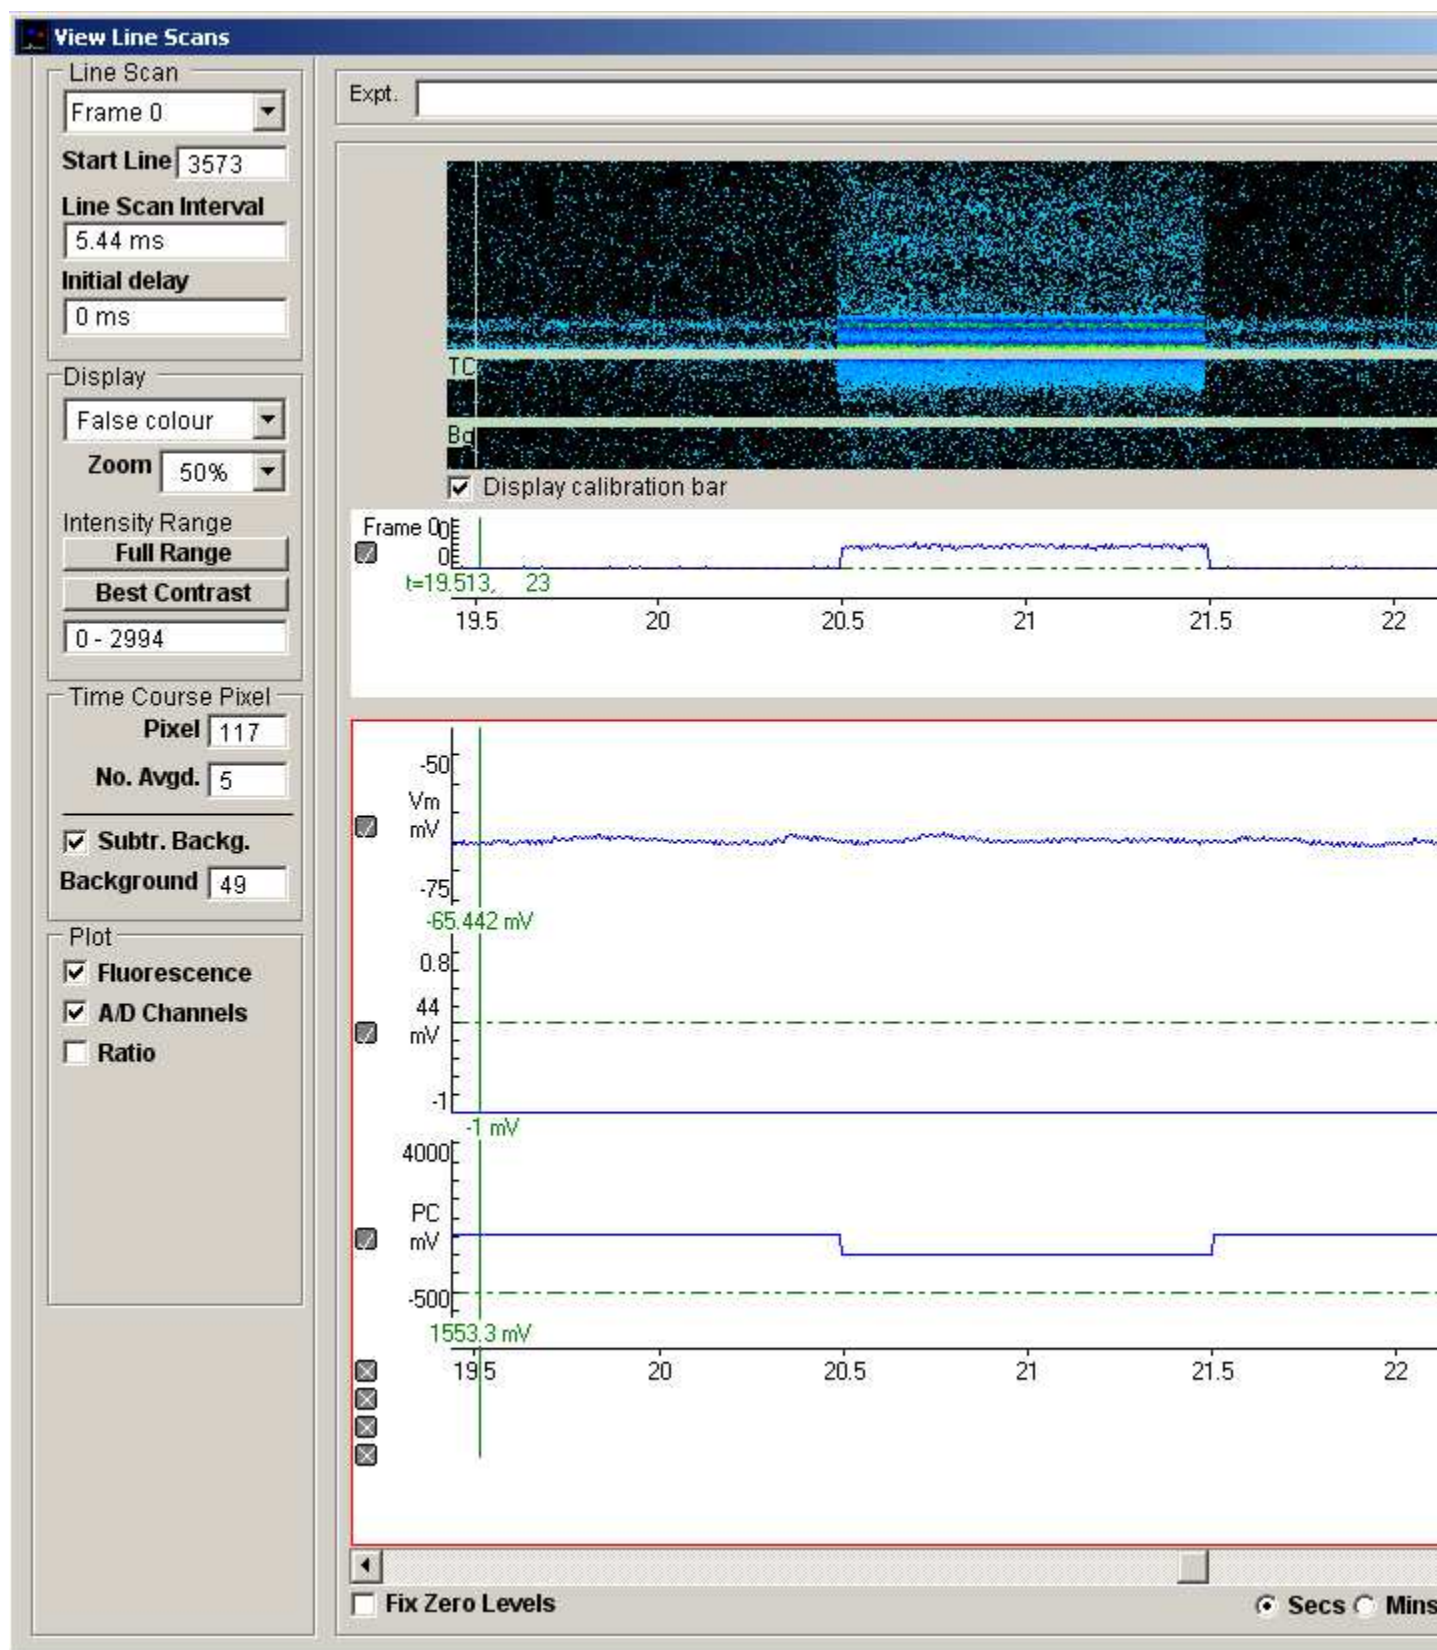 View Line Scans
Line Scan
Frame 0
Start Line 3573
Line Scan Interval
5.44 ms
Initial delay
0 ms
Display
False colour
Zoom 50%
Intensity Range
Full Range
Best Contrast
0 - 2994
Time Course Pixel
Pixel 117
No. Avgd. 5
Subtr. Backg.
Background 49
Plot
Fluorescence
A/D Channels
Ratio
Expt.
TC
Bg
Display calibration bar
Frame 0
0
t=19.513, 23
19.5 20 20.5 21 21.5 22
-50
Vm
mV
-75
-65.442 mV
0.8
44
mV
-1
-1 mV
4000
PC
mV
-500
1553.3 mV
19.5 20 20.5 21 21.5 22
Fix Zero Levels
Secs Mins